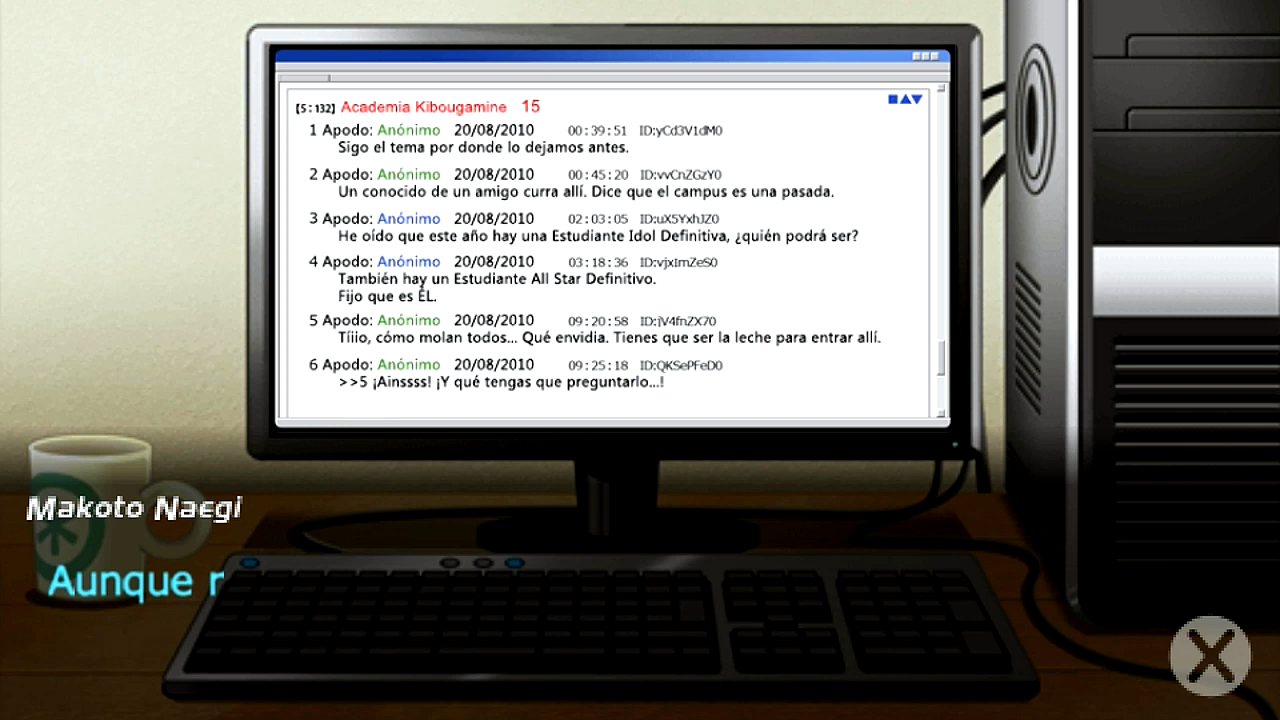 [5:132] Academia Kibougamine 15
1 Apodo: Anónimo 20/08/2010 00:39:51 ID:yCd3V1dM0
Sigo el tema por donde lo dejamos antes.
2 Apodo: Anónimo 20/08/2010 00:45:20 ID:vvCnZGzY0
Un conocido de un amigo curra allí. Dice que el campus es una pasada.
3 Apodo: Anónimo 20/08/2010 02:03:05 ID:uX5YxhJZ0
He oído que este año hay una Estudiante Idol Definitiva, ¿quién podrá ser?
4 Apodo: Anónimo 20/08/2010 03:18:36 ID:vjxImZeS0
También hay un Estudiante All Star Definitivo.
Fijo que es ÉL.
5 Apodo: Anónimo 20/08/2010 09:20:58 ID:jV4fnZX70
Tíiio, cómo molan todos... Qué envidia. Tienes que ser la leche para entrar allí.
6 Apodo: Anónimo 20/08/2010 09:25:18 ID:QKSePFeD0
>>5 ¡Ainssss! ¡Y qué tengas que preguntarlo...!
Makoto Naegi
Aunque